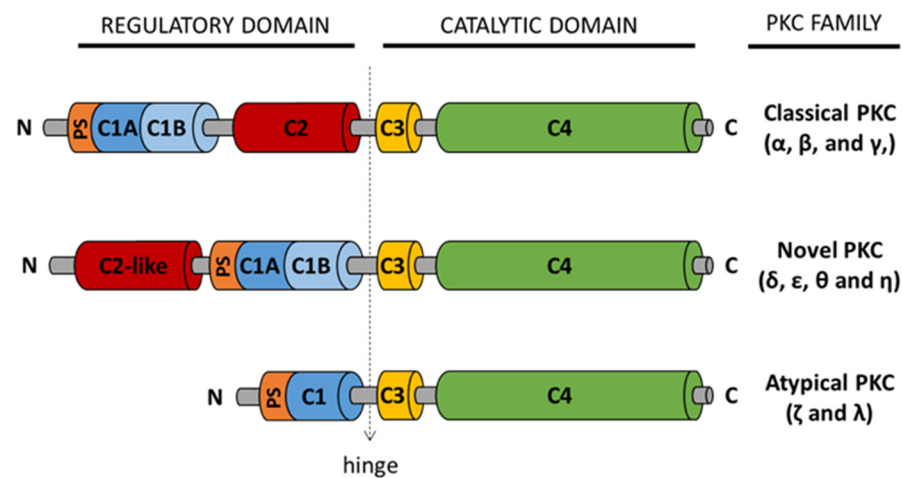 REGULATORY DOMAIN CATALYTIC DOMAIN PKC FAMILY
N PS C1A C1B C2 C3 C4 C Classical PKC
(α, β, and γ,)
N C2-like PS C1A C1B C3 C4 C Novel PKC
(δ, ε, θ and η)
N PS C1 C3 C4 C Atypical PKC
(ζ and λ)
hinge